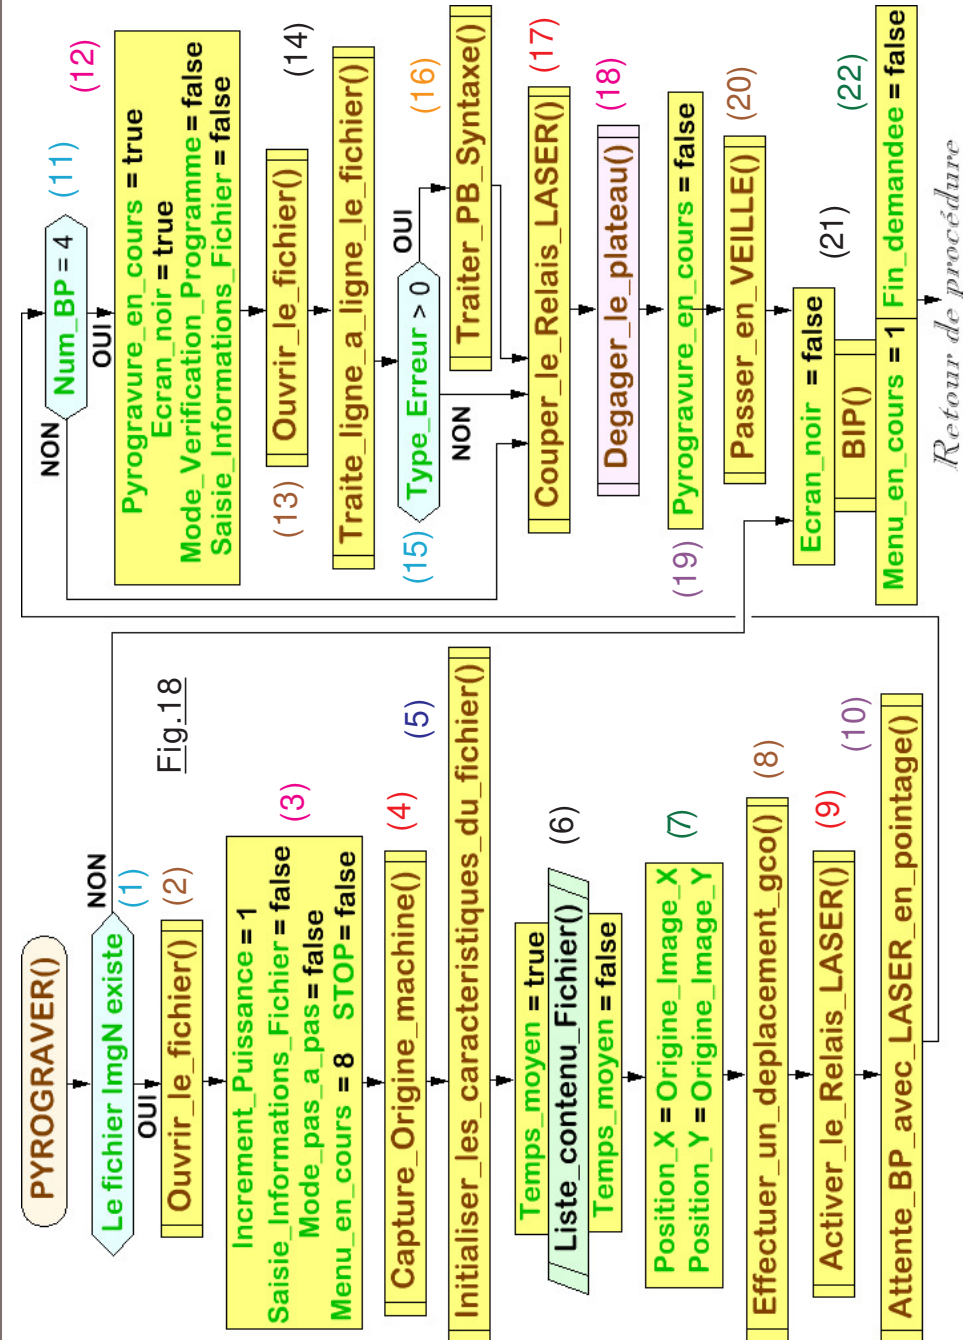 PYROGRAVER()
Le fichier ImgN existe
NON
(1)
OUI
Ouvrir_le_fichier()
(2)
Fig.18
Increment_Puissance = 1
Saisie_Informations_Fichier = false
Mode_pas_a_pas = false
Menu_en_cours = 8 STOP = false
(3)
Capture_Origine_machine()
(4)
Initialiser_les_caracteristiques_du_fichier()
(5)
Temps_moyen = true
Liste_contenu_Fichier()
Temps_moyen = false
(6)
Position_X = Origine_Image_X
Position_Y = Origine_Image_Y
(7)
Effectuer_un_deplacement_gco()
(8)
Activer_le_Relais_LASER()
(9)
Attente_BP_avec_LASER_en_pointage()
(10)
NON
Num_BP = 4
(11)
OUI
Pyrogravure_en_cours = true
Ecran_noir = true
Mode_Verification_Programme = false
Saisie_Informations_Fichier = false
(12)
(13)
Ouvrir_le_fichier()
Traite_ligne_a_ligne_le_fichier()
(14)
(15)
Type_Erreur > 0
OUI
NON
Traiter_PB_Syntaxe()
(16)
Couper_le_Relais_LASER()
(17)
Degager_le_plateau()
(18)
(19)
Pyrogravure_en_cours = false
Passer_en_VEILLE()
(20)
Ecran_noir = false
BIP()
(21)
Menu_en_cours = 1 Fin_demandee = false
(22)
Retour de procédure